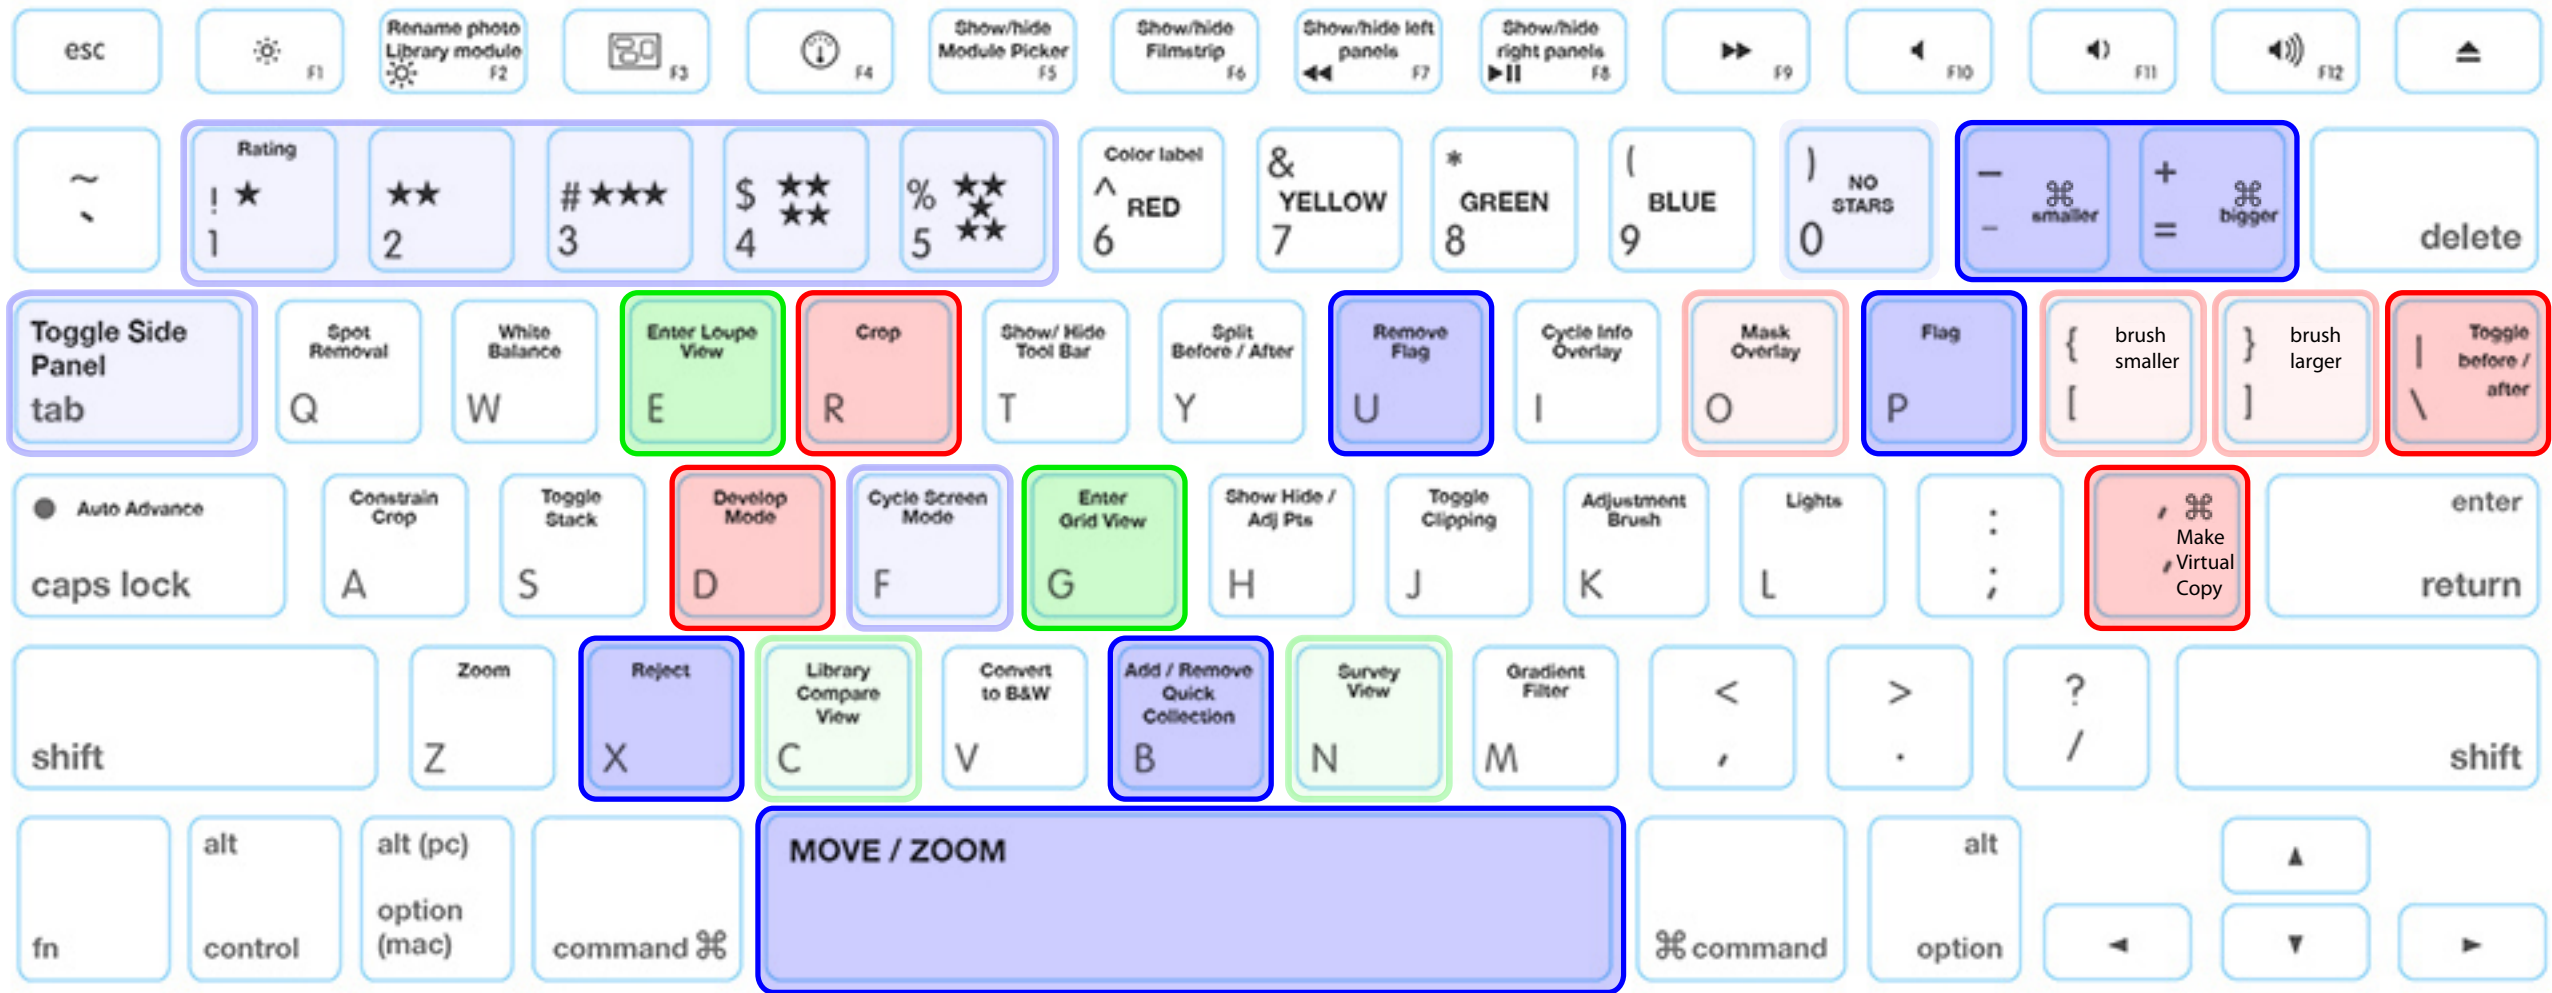 esc
F1
Rename photo
Library module
F2
F3
F4
Show/hide
Module Picker
F5
Show/hide
Filmstrip
F6
Show/hide left
panels
◀◀ F7
Show/hide
right panels
▶❙❙ F8
▶▶
F9
◀
F10
F11
F12
~
`
Rating
! ★
1
★★
2
# ★★★
3
$ ★★
★★
4
% ★★
★
★★
5
Color label
^ RED
6
&
YELLOW
7
*
GREEN
8
(
BLUE
9
)
NO
STARS
0
— ⌘
smaller
–
+ ⌘
bigger
=
delete
Toggle Side
Panel
tab
Spot
Removal
Q
White
Balance
W
Enter Loupe
View
E
Crop
R
Show/ Hide
Tool Bar
T
Split
Before / After
Y
Remove
Flag
U
Cycle Info
Overlay
I
Mask
Overlay
O
Flag
P
{ brush
smaller
[
} brush
larger
]
| Toggle
before /
after
\
Auto Advance
caps lock
Constrain
Crop
A
Toggle
Stack
S
Develop
Mode
D
Cycle Screen
Mode
F
Enter
Grid View
G
Show Hide /
Adj Pts
H
Toggle
Clipping
J
Adjustment
Brush
K
Lights
L
:
;
, ⌘
Make
, Virtual
Copy
enter
return
shift
Zoom
Z
Reject
X
Library
Compare
View
C
Convert
to B&W
V
Add / Remove
Quick
Collection
B
Survey
View
N
Gradient
Filter
M
<
,
>
.
?
/
shift
fn
alt
control
alt (pc)
option
(mac)
command ⌘
MOVE / ZOOM
⌘ command
alt
option
▲
◀
▼
▶